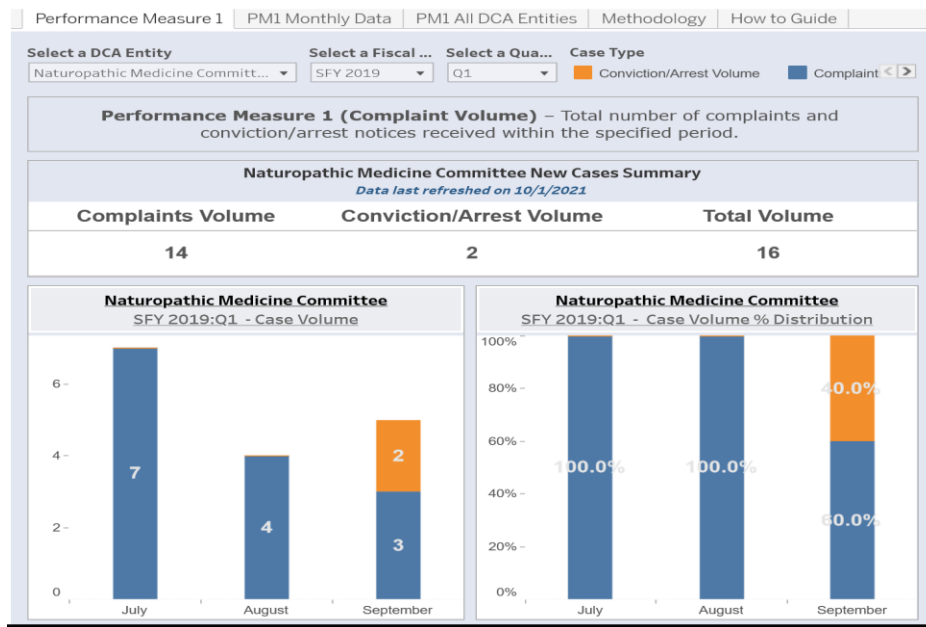 Performance Measure 1 PM1 Monthly Data PM1 All DCA Entities Methodology How to Guide
Select a DCA Entity Select a Fiscal ... Select a Qua... Case Type
Naturopathic Medicine Committ... SFY 2019 Q1 Conviction/Arrest Volume Complaint
Performance Measure 1 (Complaint Volume) – Total number of complaints and
conviction/arrest notices received within the specified period.
Naturopathic Medicine Committee New Cases Summary
Data last refreshed on 10/1/2021
Complaints Volume Conviction/Arrest Volume Total Volume
14 2 16
Naturopathic Medicine Committee
SFY 2019:Q1 - Case Volume
6
4
2
0
7
4
2
3
July August September
Naturopathic Medicine Committee
SFY 2019:Q1 - Case Volume % Distribution
100%
80%
60%
40%
20%
0%
100.0%
100.0%
40.0%
60.0%
July August September